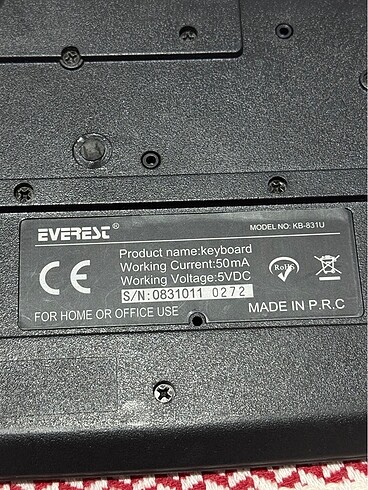 EVEREST® MODEL NO: KB-831U
Product name:keyboard
Working Current:50mA
Working Voltage:5VDC
CE
RoHS
S/N:0831011 0272
FOR HOME OR OFFICE USE
MADE IN P.R.C